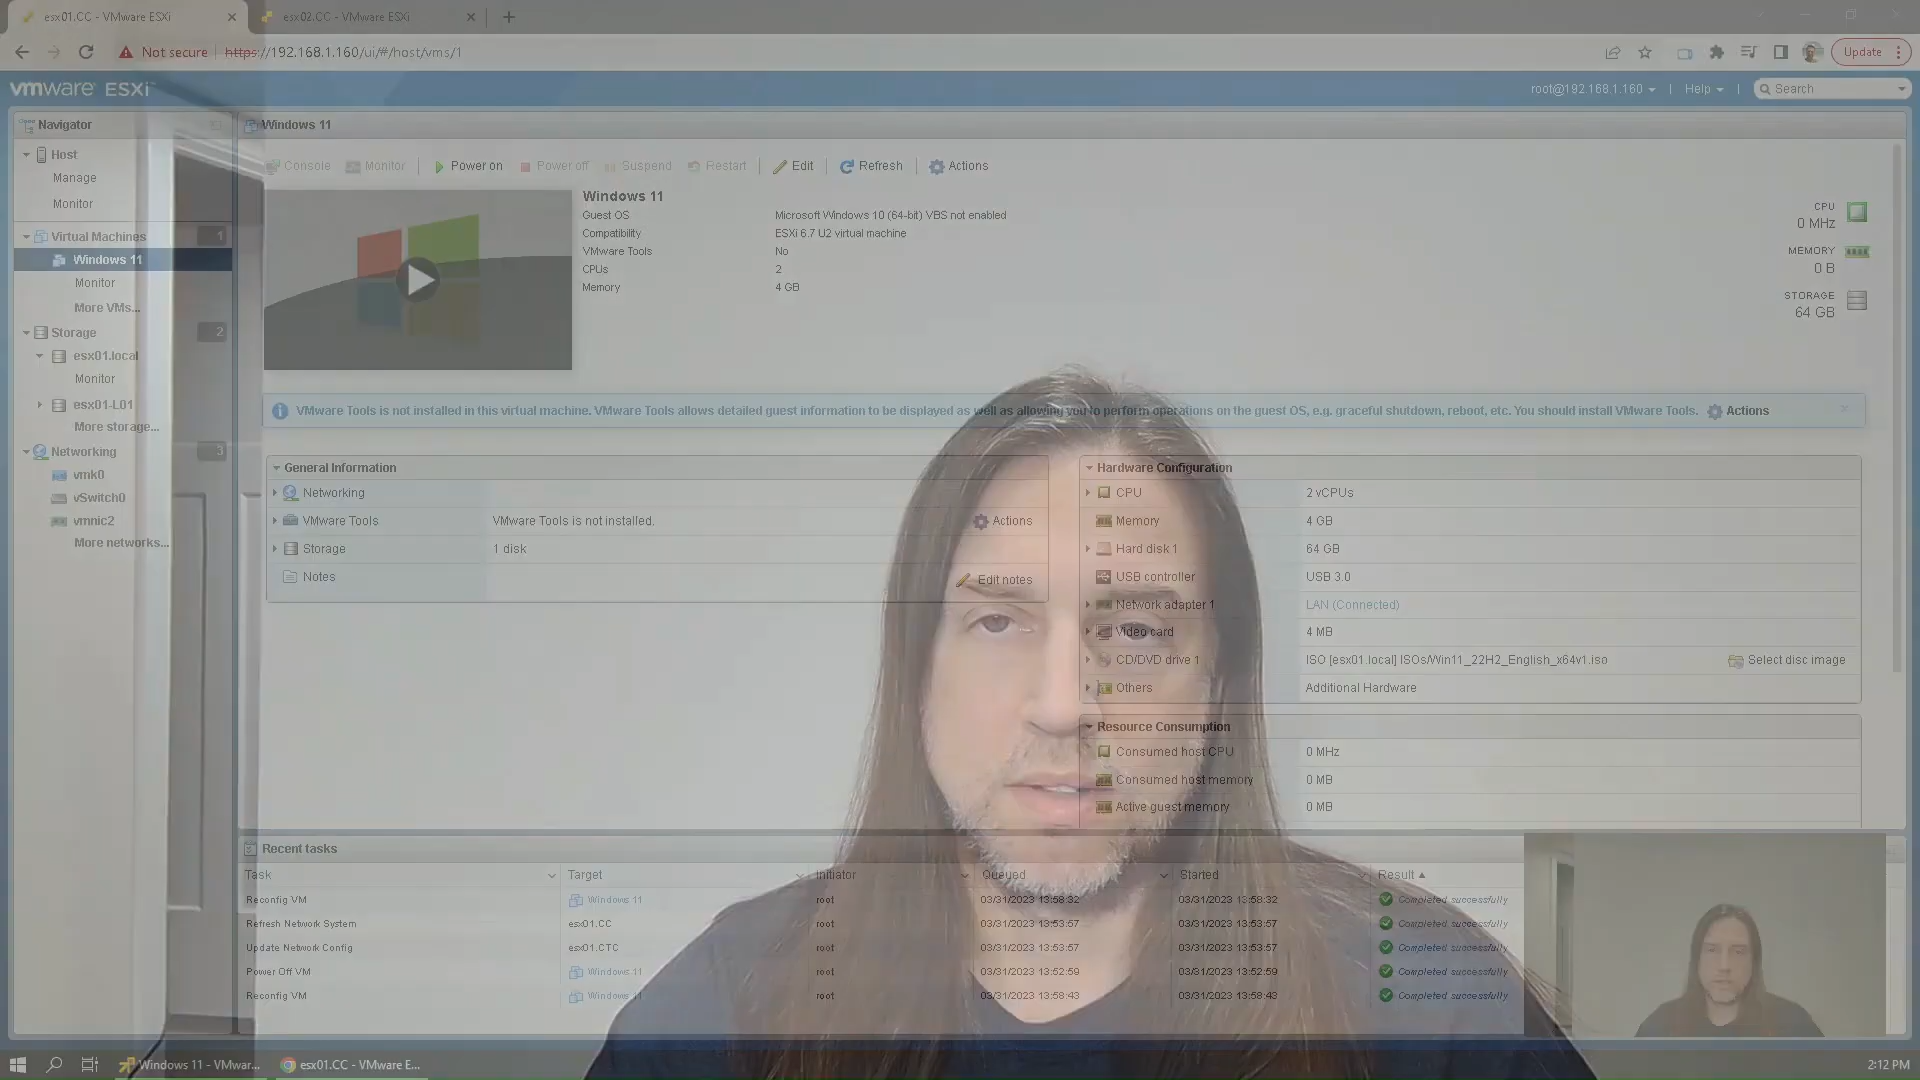 esx01.CC - VMware ESXi
esx02.CC - VMware ESXi
Not secure https://192.168.1.160/ui/#/host/vms/1
Update
vmware ESXi
root@192.168.1.160 | Help | Search
Navigator
Host
Manage
Monitor
Virtual Machines 1
Windows 11
Monitor
More VMs...
Storage 2
esx01.local
Monitor
esx01-L01
More storage...
Networking 3
vmk0
vSwitch0
vmnic2
More networks...
Windows 11
Console Monitor Power on Power off Suspend Restart Edit Refresh Actions
Windows 11
Guest OS Microsoft Windows 10 (64-bit) VBS not enabled
Compatibility ESXi 6.7 U2 virtual machine
VMware Tools No
CPUs 2
Memory 4 GB
CPU
0 MHz
MEMORY
0 B
STORAGE
64 GB
VMware Tools is not installed in this virtual machine. VMware Tools allows detailed guest information to be displayed as well as allowing you to perform operations on the guest OS, e.g. graceful shutdown, reboot, etc. You should install VMware Tools. Actions
General Information
Networking
VMware Tools VMware Tools is not installed. Actions
Storage 1 disk
Notes Edit notes
Hardware Configuration
CPU 2 vCPUs
Memory 4 GB
Hard disk 1 64 GB
USB controller USB 3.0
Network adapter 1 LAN (Connected)
Video card 4 MB
CD/DVD drive 1 ISO [esx01.local] ISOs/Win11_22H2_English_x64v1.iso Select disc image
Others Additional Hardware
Resource Consumption
Consumed host CPU 0 MHz
Consumed host memory 0 MB
Active guest memory 0 MB
Recent tasks
Task Target Initiator Queued Started Result
Reconfig VM Windows 11 root 03/31/2023 13:58:32 03/31/2023 13:58:32 Completed successfully
Refresh Network System esx01.CC root 03/31/2023 13:53:57 03/31/2023 13:53:57 Completed successfully
Update Network Config esx01.CTC root 03/31/2023 13:53:57 03/31/2023 13:53:57 Completed successfully
Power Off VM Windows 11 root 03/31/2023 13:52:59 03/31/2023 13:52:59 Completed successfully
Reconfig VM Windows 11 root 03/31/2023 13:58:43 03/31/2023 13:58:43 Completed successfully
Windows 11 - VMwar...
esx01.CC - VMware E...
2:12 PM